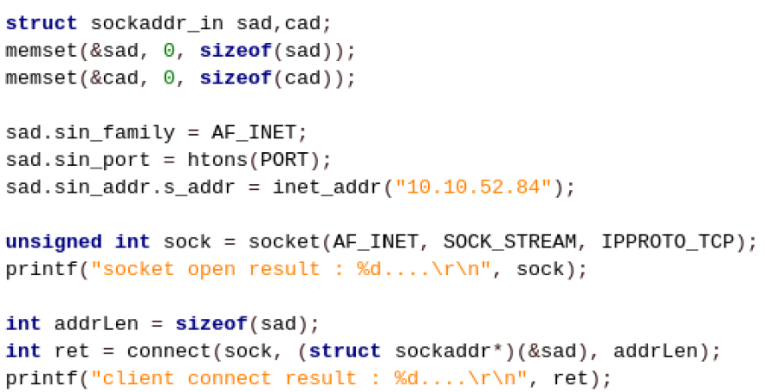 struct sockaddr_in sad,cad;
memset(&sad, 0, sizeof(sad));
memset(&cad, 0, sizeof(cad));
sad.sin_family = AF_INET;
sad.sin_port = htons(PORT);
sad.sin_addr.s_addr = inet_addr("10.10.52.84");
unsigned int sock = socket(AF_INET, SOCK_STREAM, IPPROTO_TCP);
printf("socket open result : %d....\r\n", sock);
int addrLen = sizeof(sad);
int ret = connect(sock, (struct sockaddr*)(&sad), addrLen);
printf("client connect result : %d....\r\n", ret);